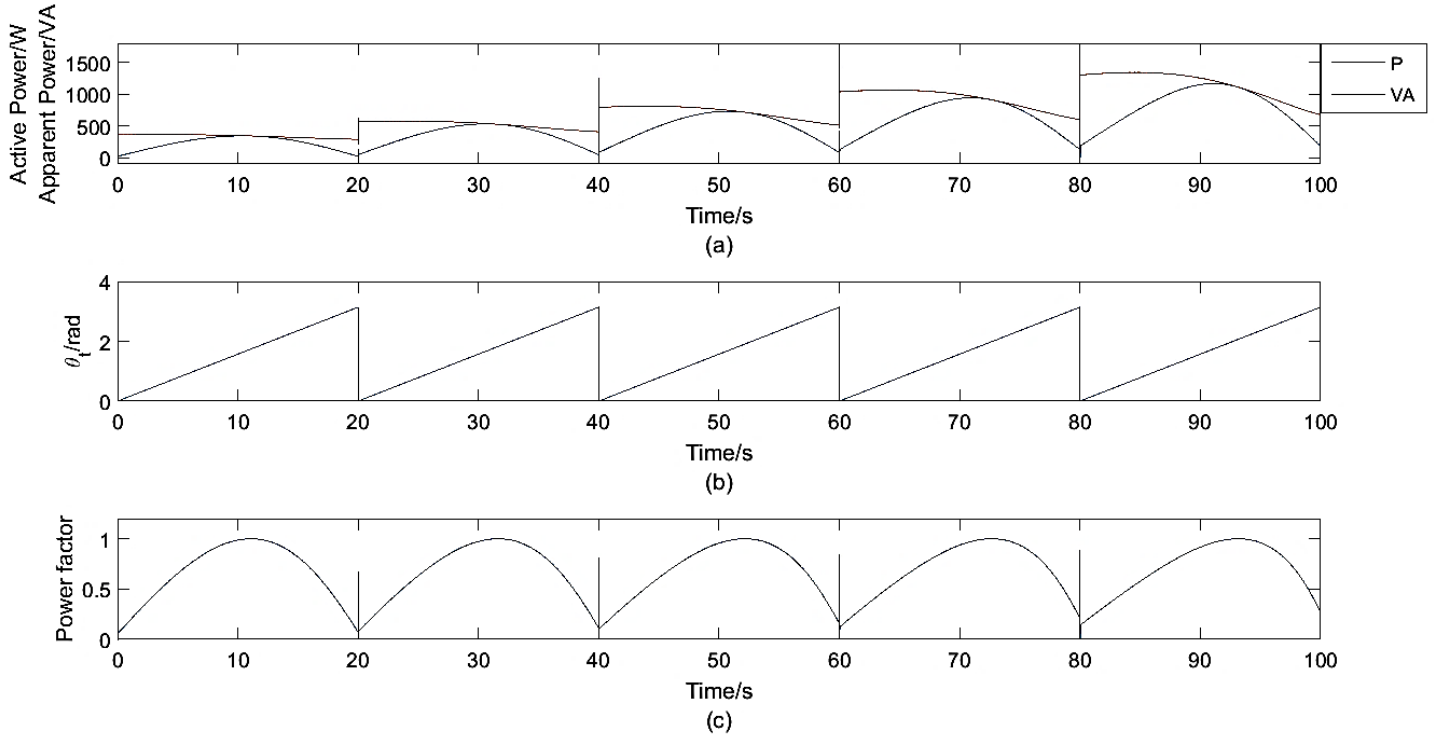 Active Power/W
Apparent Power/VA
1500
1000
500
0
0 10 20 30 40 50 60 70 80 90 100
Time/s
(a)
P
VA
θt/rad
4
2
0
0 10 20 30 40 50 60 70 80 90 100
Time/s
(b)
Power factor
1
0.5
0
0 10 20 30 40 50 60 70 80 90 100
Time/s
(c)